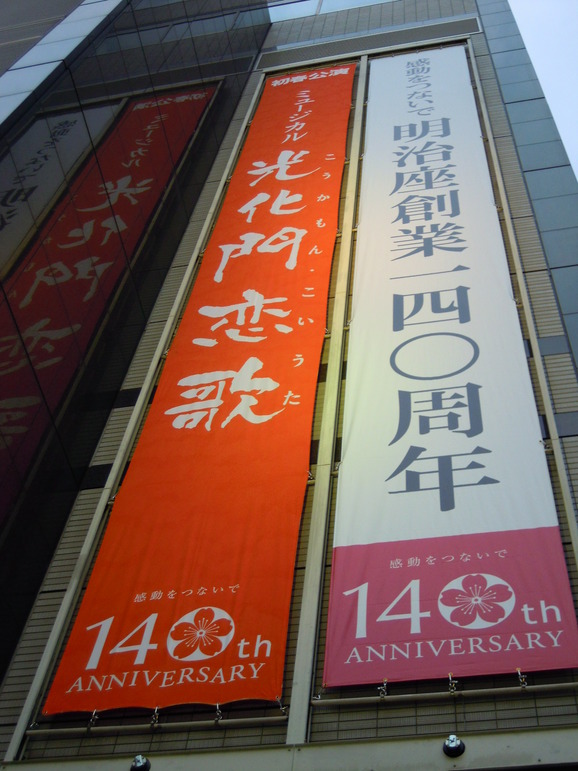 感動をつないで
明治座創業一四〇周年
感動をつないで
140th
ANNIVERSARY
初春公演
ミュージカル
光化門恋歌
こうかもん・こいうた
感動をつないで
140th
ANNIVERSARY